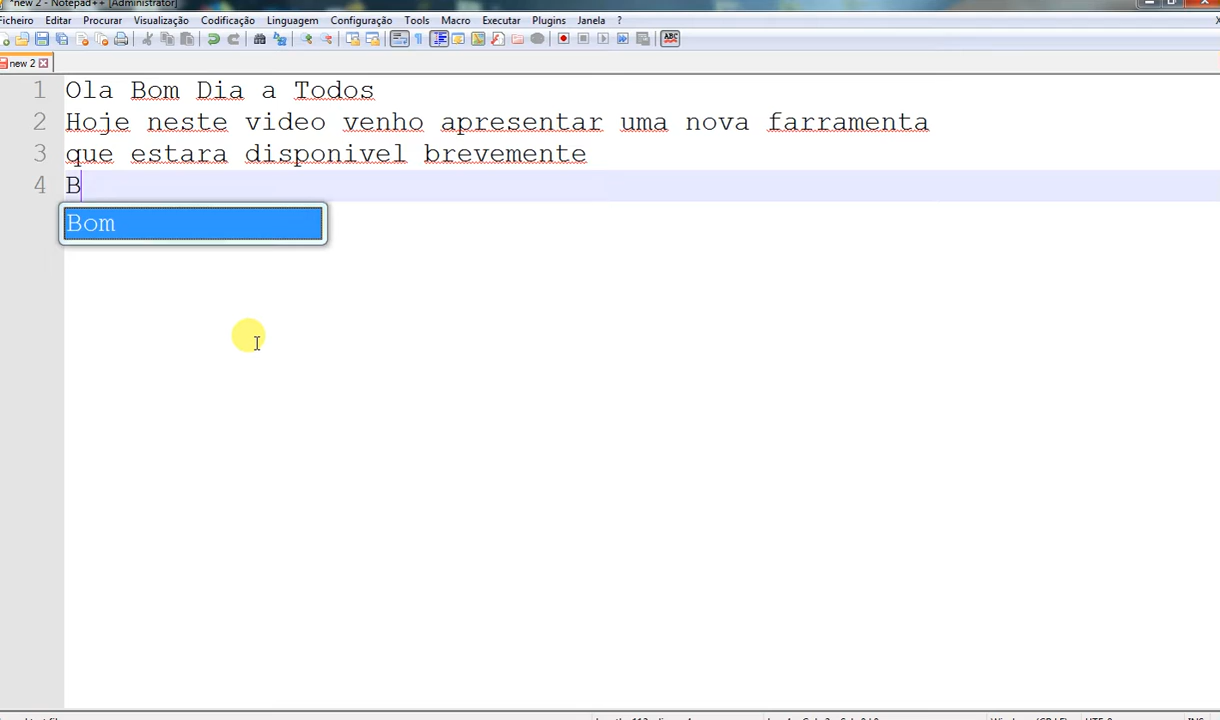 *new 2 - Notepad++ [Administrator]
Ficheiro Editar Procurar Visualização Codificação Linguagem Configuração Tools Macro Executar Plugins Janela ?
new 2
1 Ola Bom Dia a Todos
2 Hoje neste video venho apresentar uma nova farramenta
3 que estara disponivel brevemente
4 B
Bom